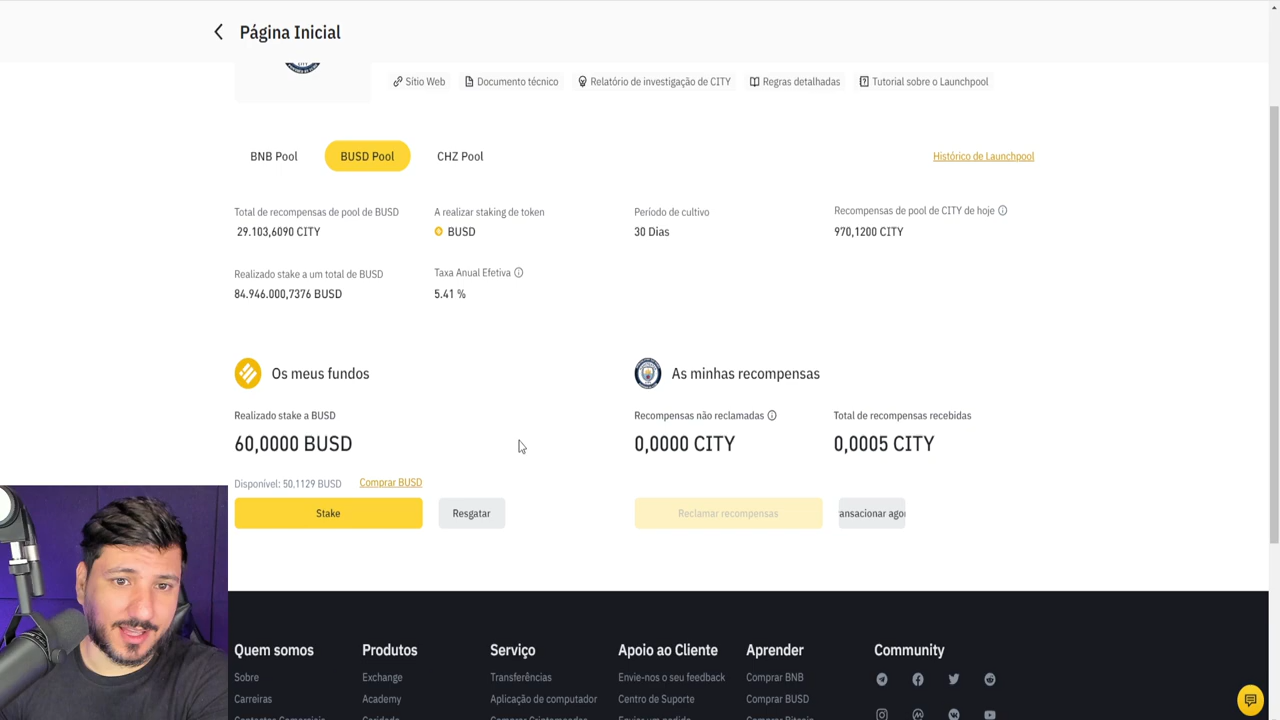 Página Inicial
CITY
Sítio Web
Documento técnico
Relatório de investigação de CITY
Regras detalhadas
Tutorial sobre o Launchpool
BNB Pool
BUSD Pool
CHZ Pool
Histórico de Launchpool
Total de recompensas de pool de BUSD
29.103,6090 CITY
A realizar staking de token
BUSD
Período de cultivo
30 Dias
Recompensas de pool de CITY de hoje
970,1200 CITY
Realizado stake a um total de BUSD
84.946.000,7376 BUSD
Taxa Anual Efetiva
5.41 %
Os meus fundos
Realizado stake a BUSD
60,0000 BUSD
Disponível: 50.1129 BUSD
Comprar BUSD
Stake
Resgatar
As minhas recompensas
Recompensas não reclamadas
0,0000 CITY
Total de recompensas recebidas
0,0005 CITY
Reclamar recompensas
ansacionar ago
Quem somos
Sobre
Carreiras
Produtos
Exchange
Academy
Serviço
Transferências
Aplicação de computador
Apoio ao Cliente
Envie-nos o seu feedback
Centro de Suporte
Aprender
Comprar BNB
Comprar BUSD
Community